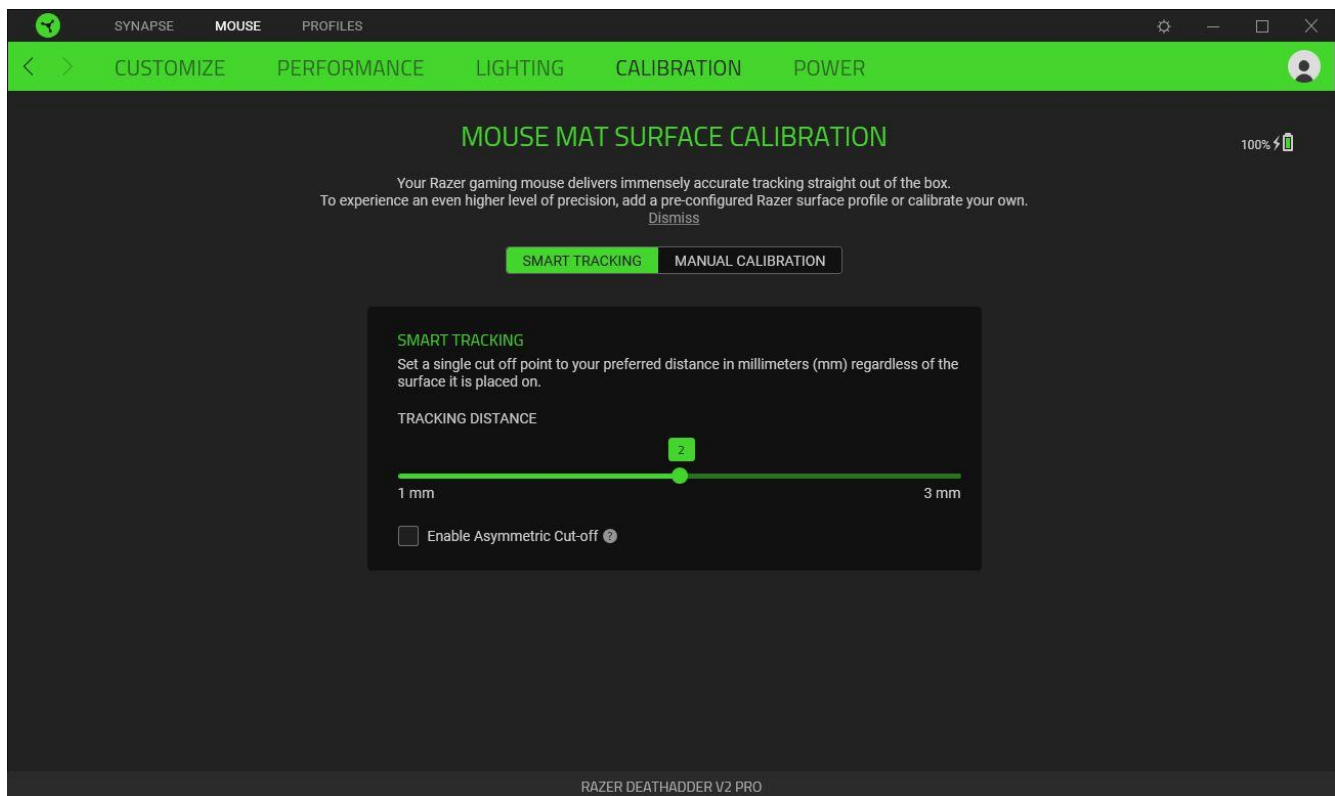 SYNAPSE MOUSE PROFILES
CUSTOMIZE PERFORMANCE LIGHTING CALIBRATION POWER
MOUSE MAT SURFACE CALIBRATION
100%
Your Razer gaming mouse delivers immensely accurate tracking straight out of the box.
To experience an even higher level of precision, add a pre-configured Razer surface profile or calibrate your own.
Dismiss
SMART TRACKING MANUAL CALIBRATION
SMART TRACKING
Set a single cut off point to your preferred distance in millimeters (mm) regardless of the
surface it is placed on.
TRACKING DISTANCE
2
1 mm 3 mm
Enable Asymmetric Cut-off ?
RAZER DEATHADDER V2 PRO